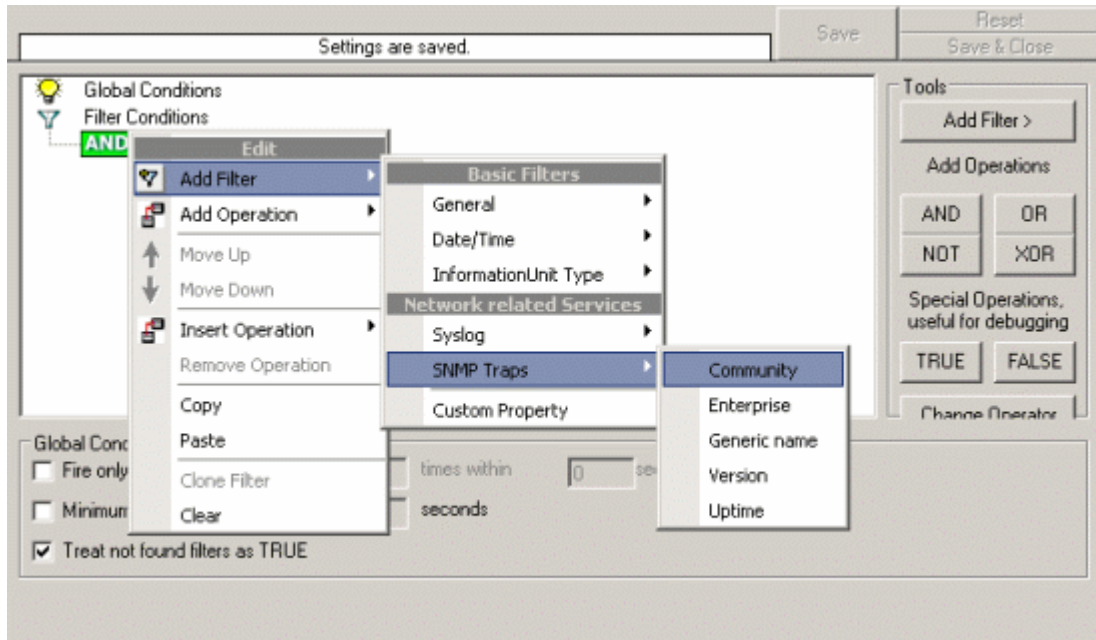 Settings are saved.
Save
Reset
Save & Close
Global Conditions
Filter Conditions
AND
Edit
Add Filter
Add Operation
Move Up
Move Down
Insert Operation
Remove Operation
Copy
Paste
Clone Filter
Clear
Basic Filters
General
Date/Time
InformationUnit Type
Network related Services
Syslog
SNMP Traps
Custom Property
Community
Enterprise
Generic name
Version
Uptime
Tools
Add Filter >
Add Operations
AND OR
NOT XOR
Special Operations,
useful for debugging
TRUE FALSE
Change Operator
Global
Fire only times within 0
seconds
Treat not found filters as TRUE